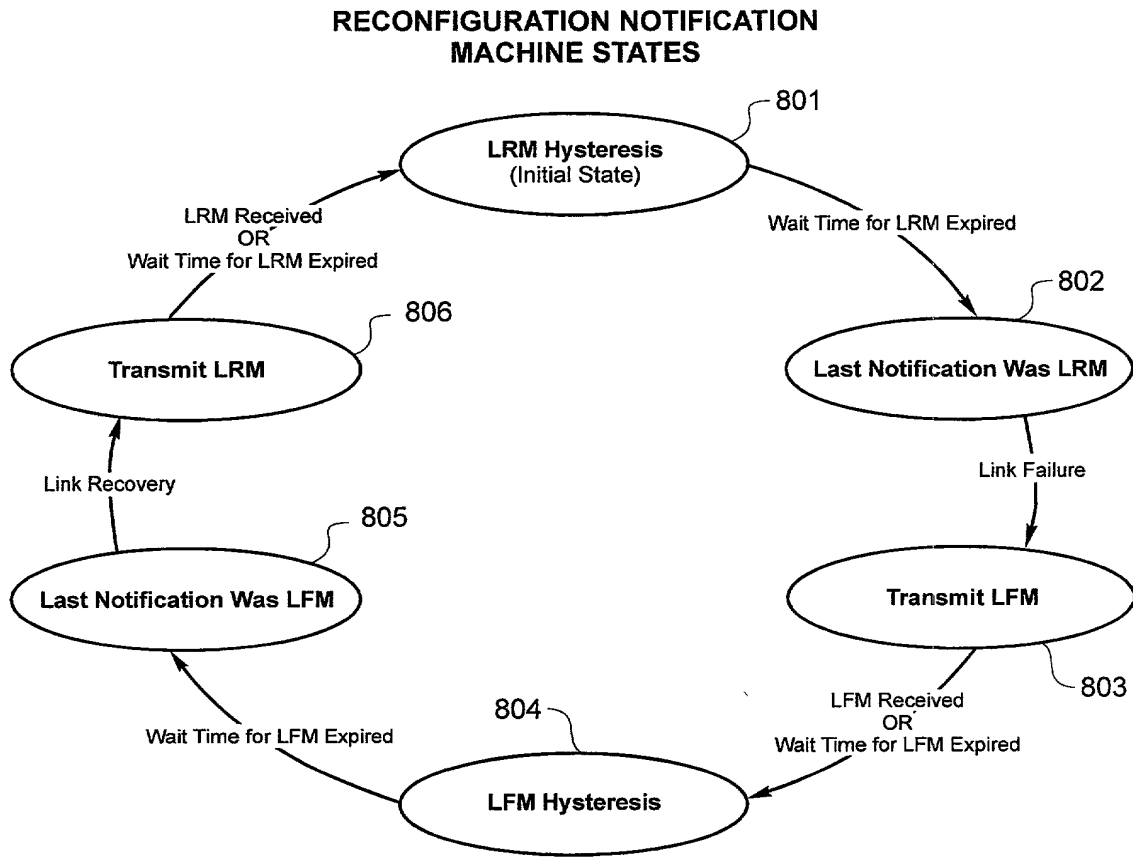 RECONFIGURATION NOTIFICATION
MACHINE STATES
801
LRM Hysteresis
(Initial State)
LRM Received
OR
Wait Time for LRM Expired
Wait Time for LRM Expired
802
806
Transmit LRM
Last Notification Was LRM
Link Recovery
Link Failure
805
Last Notification Was LFM
Transmit LFM
803
804
LFM Received
OR
Wait Time for LFM Expired
Wait Time for LFM Expired
LFM Hysteresis